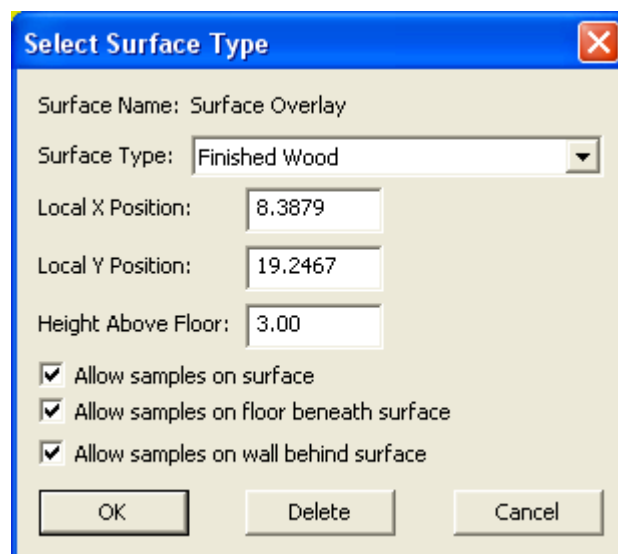 Select Surface Type
Surface Name: Surface Overlay
Surface Type: Finished Wood
Local X Position: 8.3879
Local Y Position: 19.2467
Height Above Floor: 3.00
Allow samples on surface
Allow samples on floor beneath surface
Allow samples on wall behind surface
OK Delete Cancel